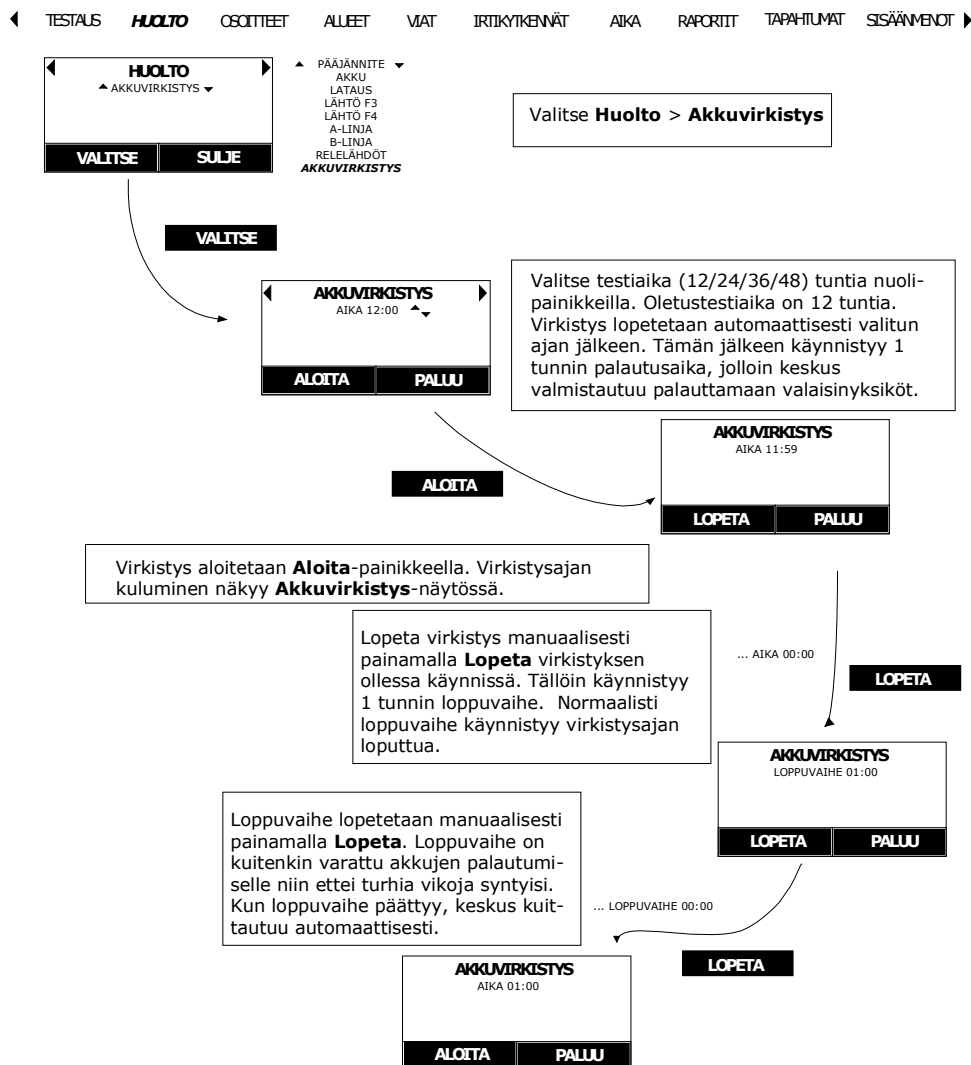 TESTAUS HUOLTO OSOITTEET ALUEET VIAT IRTIKYTKENNÄT AIKA RAPORTIT TAPAHTUMAT SISÄÄNMENOT
HUOLTO
AKKUVIRKISTYS
VALITSE SULJE
PÄÄJÄNNITE
AKKU
LATAUS
LÄHTÖ F3
LÄHTÖ F4
A-LINJA
B-LINJA
RELELÄHDÖT
AKKUVIRKISTYS
Valitse Huolto > Akkuvirkistys
VALITSE
AKKUVIRKISTYS
AIKA 12:00
ALOITA PALUU
Valitse testiaika (12/24/36/48) tuntia nuoli-
painikkeilla. Oletustestiaika on 12 tuntia.
Virkistys lopetetaan automaattisesti valitun
ajan jälkeen. Tämän jälkeen käynnistyy 1
tunnin palautusaika, jolloin keskus
valmistautuu palauttamaan valaisinyksiköt.
ALOITA
AKKUVIRKISTYS
AIKA 11:59
LOPETA PALUU
Virkistys aloitetaan Aloita-painikkeella. Virkistysajan
kuluminen näkyy Akkuvirkistys-näytössä.
Lopeta virkistys manuaalisesti
painamalla Lopeta virkistyksen
ollessa käynnissä. Tällöin käynnistyy
1 tunnin loppuvaihe. Normaalisti
loppuvaihe käynnistyy virkistysajan
loputtua.
... AIKA 00:00
LOPETA
AKKUVIRKISTYS
LOPPUVAIHE 01:00
LOPETA PALUU
Loppuvaihe lopetetaan manuaalisesti
painamalla Lopeta. Loppuvaihe on
kuitenkin varattu akkujen palautumi-
selle niin ettei turhia vikoja syntyisi.
Kun loppuvaihe päättyy, keskus kuit-
tautuu automaattisesti.
... LOPPUVAIHE 00:00
LOPETA
AKKUVIRKISTYS
AIKA 01:00
ALOITA PALUU